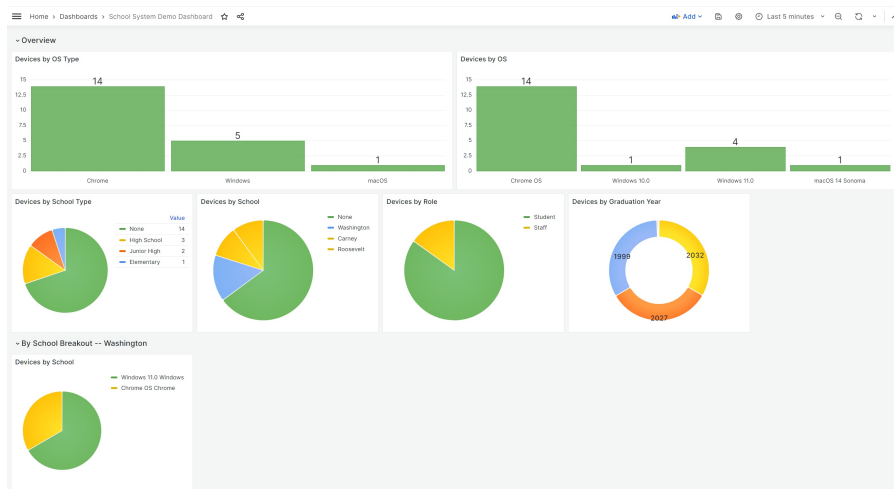 Home › Dashboards › School System Demo Dashboard
Add
Last 5 minutes
Overview
Devices by OS Type
15
12.5
10
7.5
5
2.5
0
14
5
1
Chrome
Windows
macOS
Devices by OS
15
12.5
10
7.5
5
2.5
0
14
1
4
1
Chrome OS
Windows 10.0
Windows 11.0
macOS 14 Sonoma
Devices by School Type
Value
None 14
High School 3
Junior High 2
Elementary 1
Devices by School
None
Washington
Carney
Roosevelt
Devices by Role
Student
Staff
Devices by Graduation Year
1999
2032
2027
By School Breakout -- Washington
Devices by School
Windows 11.0 Windows
Chrome OS Chrome